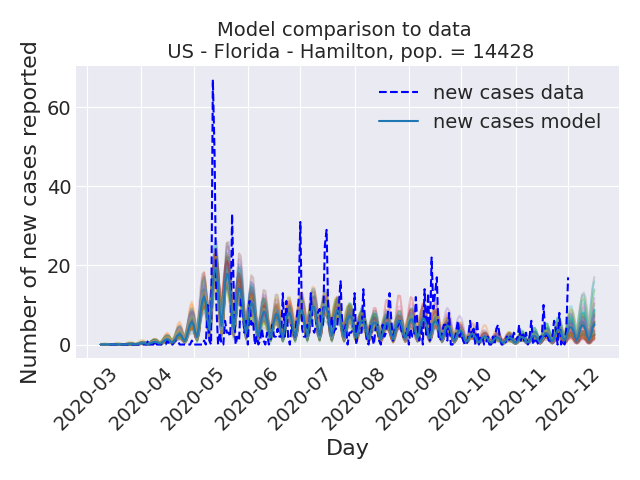 Model comparison to data
US - Florida - Hamilton, pop. = 14428
new cases data
new cases model
Number of new cases reported
60
40
20
0
2020-03
2020-04
2020-05
2020-06
2020-07
2020-08
2020-09
2020-10
2020-11
2020-12
Day